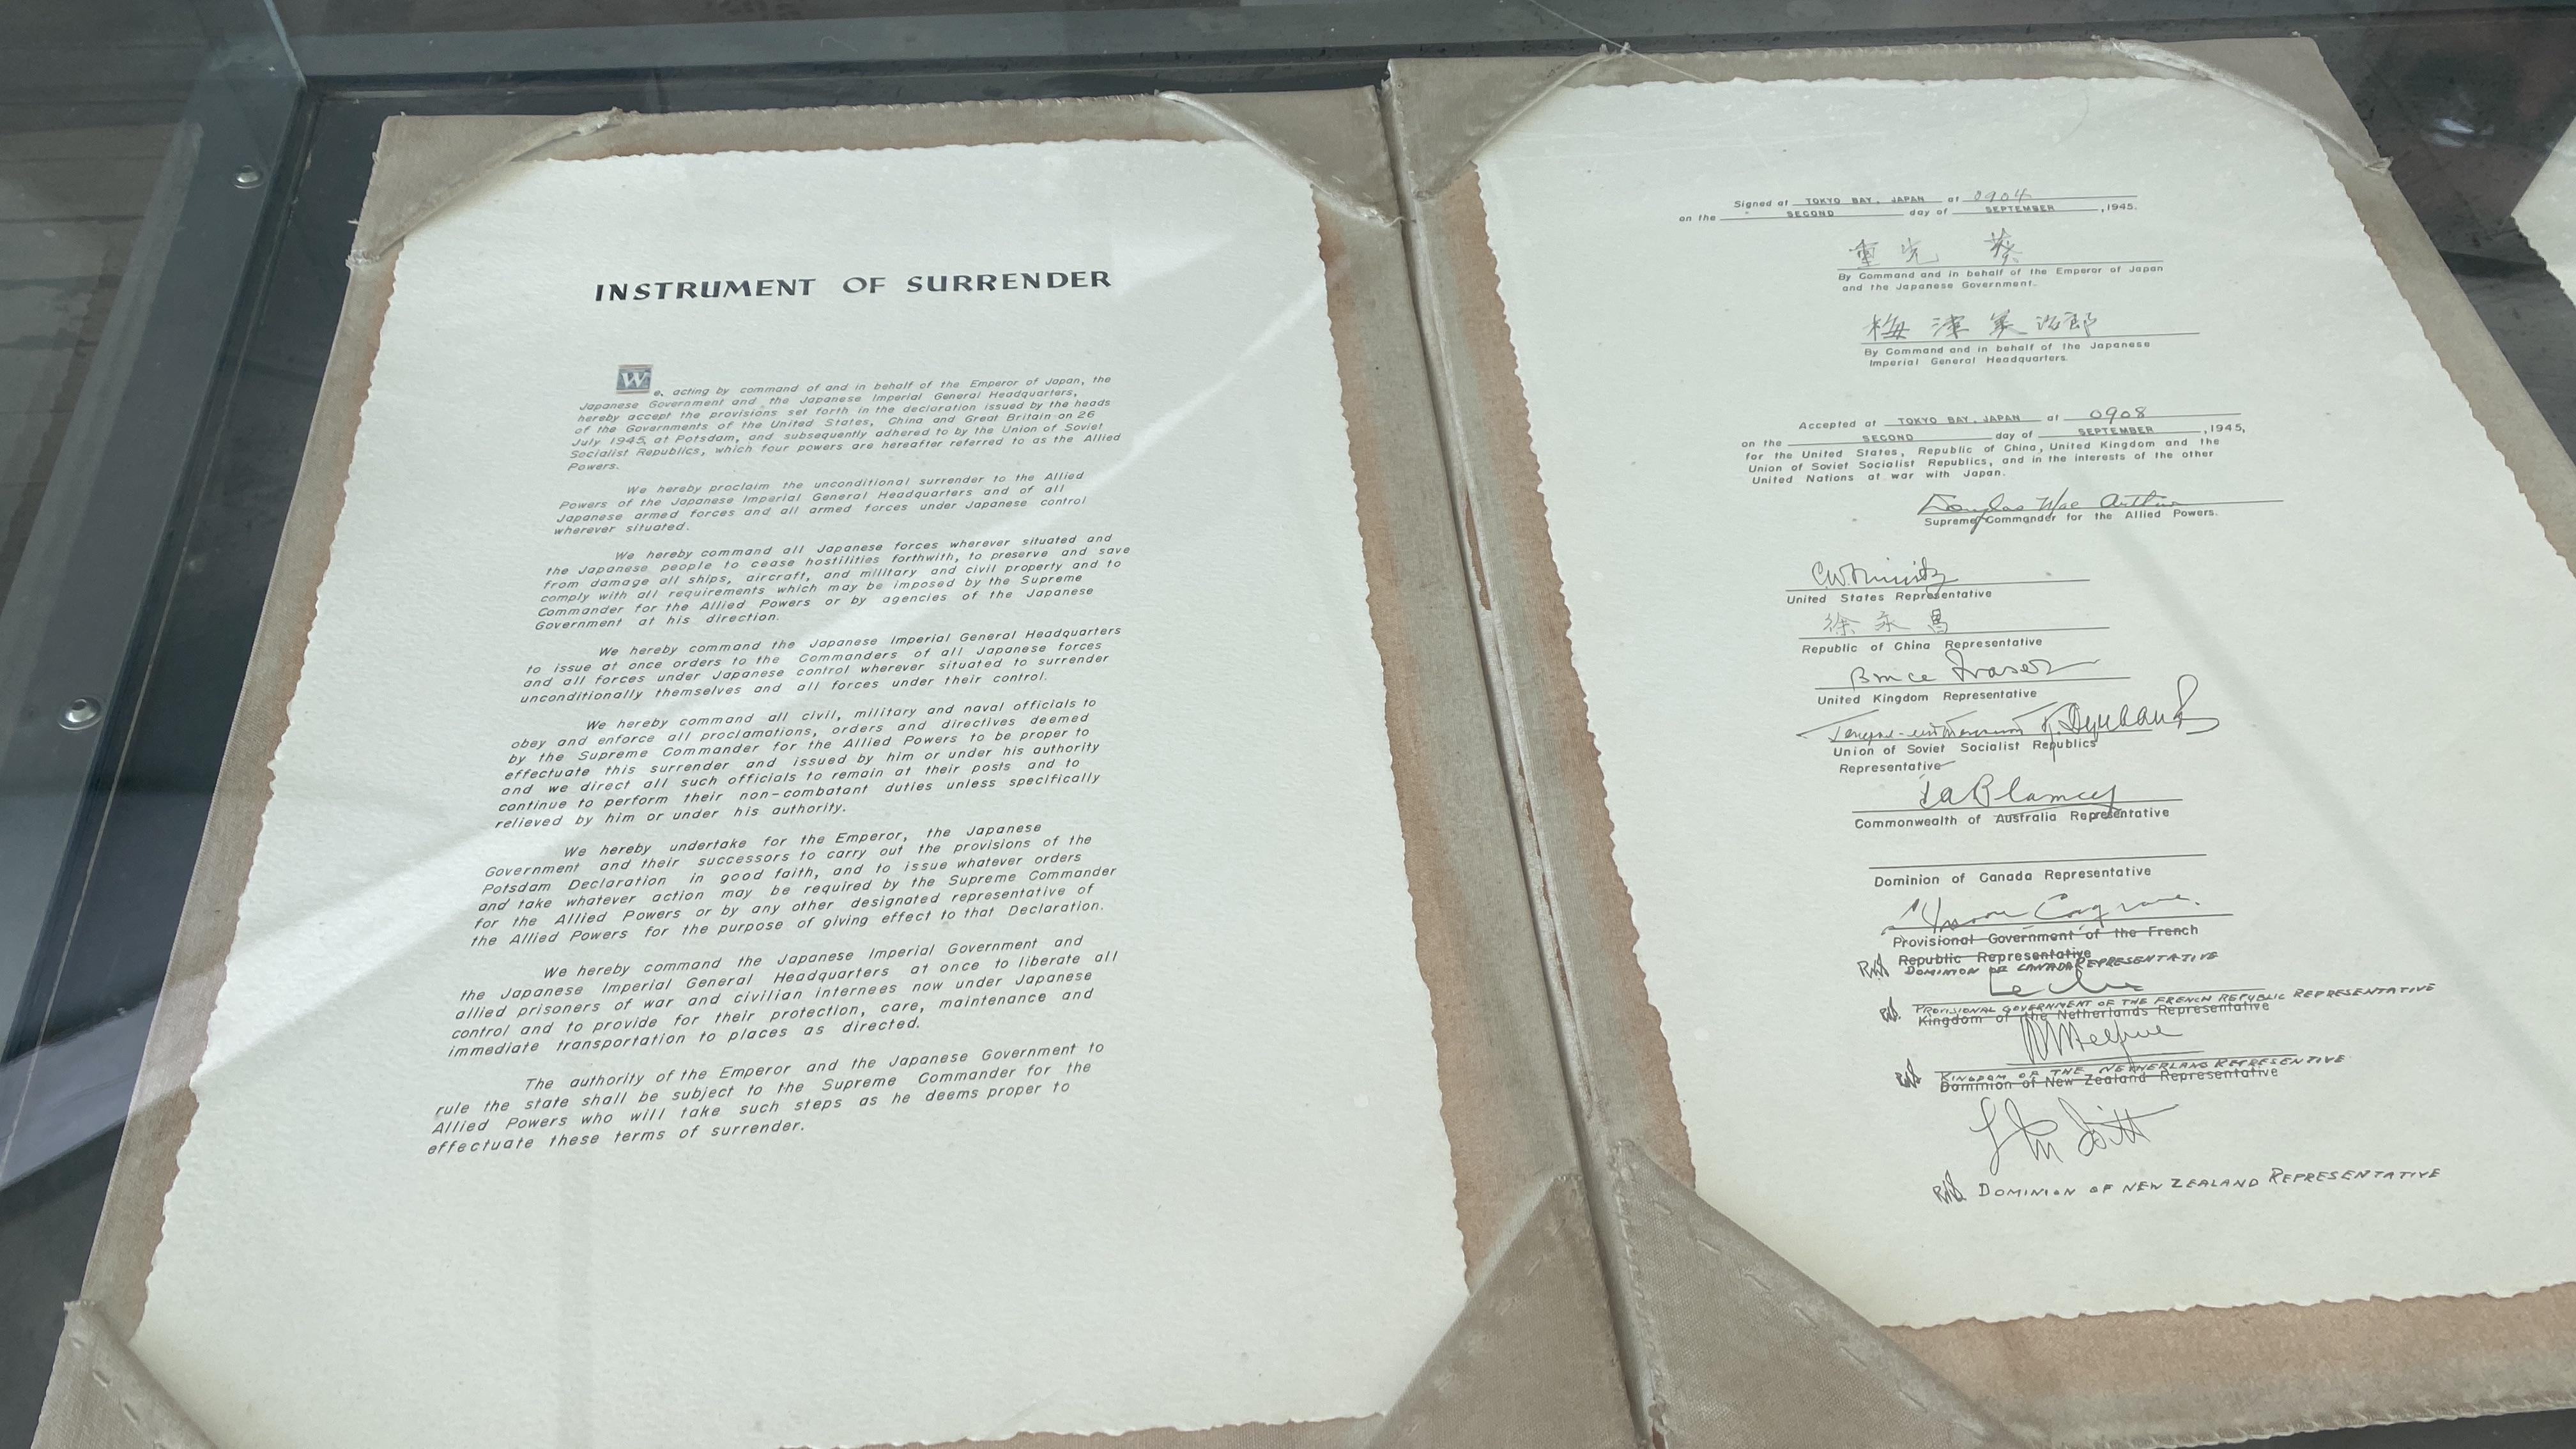 INSTRUMENT OF SURRENDER
We, acting by command of and in behalf of the Emperor of Japan, the
Japanese Government and the Japanese Imperial General Headquarters,
hereby accept the provisions set forth in the declaration issued by the heads
of the Governments of the United States, China and Great Britain on 26
July 1945, at Potsdam, and subsequently adhered to by the Union of Soviet
Socialist Republics, which four powers are hereafter referred to as the Allied
Powers.
We hereby proclaim the unconditional surrender to the Allied
Powers of the Japanese Imperial General Headquarters and of all
Japanese armed forces and all armed forces under Japanese control
wherever situated.
We hereby command all Japanese forces wherever situated and
the Japanese people to cease hostilities forthwith, to preserve and save
from damage all ships, aircraft, and military and civil property and to
comply with all requirements which may be imposed by the Supreme
Commander for the Allied Powers or by agencies of the Japanese
Government at his direction.
We hereby command the Japanese Imperial General Headquarters
to issue at once orders to the Commanders of all Japanese forces
and all forces under Japanese control wherever situated to surrender
unconditionally themselves and all forces under their control.
We hereby command all civil, military and naval officials to
obey and enforce all proclamations, orders and directives deemed
by the Supreme Commander for the Allied Powers to be proper to
effectuate this surrender and issued by him or under his authority
and we direct all such officials to remain at their posts and to
continue to perform their non-combatant duties unless specifically
relieved by him or under his authority.
We hereby undertake for the Emperor, the Japanese
Government and their successors to carry out the provisions of the
Potsdam Declaration in good faith, and to issue whatever orders
and take whatever action may be required by the Supreme Commander
for the Allied Powers or by any other designated representative of
the Allied Powers for the purpose of giving effect to that Declaration.
We hereby command the Japanese Imperial Government and
the Japanese Imperial General Headquarters at once to liberate all
allied prisoners of war and civilian internees now under Japanese
control and to provide for their protection, care, maintenance and
immediate transportation to places as directed.
The authority of the Emperor and the Japanese Government to
rule the state shall be subject to the Supreme Commander for the
Allied Powers who will take such steps as he deems proper to
effectuate these terms of surrender.
Signed at TOKYO BAY, JAPAN at 0904
on the SECOND day of SEPTEMBER, 1945.
重光 葵
By Command and in behalf of the Emperor of Japan
and the Japanese Government.
梅津美治郎
By Command and in behalf of the Japanese
Imperial General Headquarters.
Accepted at TOKYO BAY, JAPAN at 0908
on the SECOND day of SEPTEMBER, 1945,
for the United States, Republic of China, United Kingdom and the
Union of Soviet Socialist Republics, and in the interests of the other
United Nations at war with Japan.
Douglas MacArthur
Supreme Commander for the Allied Powers.
C.W. Nimitz
United States Representative
徐永昌
Republic of China Representative
Bruce Fraser
United Kingdom Representative
Union of Soviet Socialist Republics
Representative
T.A. Blamey
Commonwealth of Australia Representative
Dominion of Canada Representative
Cosgrave.
Provisional Government of the French
Republic Representative
DOMINION OF CANADA REPRESENTATIVE
Leclerc
PROVISIONAL GOVERNMENT OF THE FRENCH REPUBLIC REPRESENTATIVE
Kingdom of the Netherlands Representative
KINGDOM OF THE NETHERLAND REPRESENTATIVE
Dominion of New Zealand Representative
DOMINION OF NEW ZEALAND REPRESENTATIVE